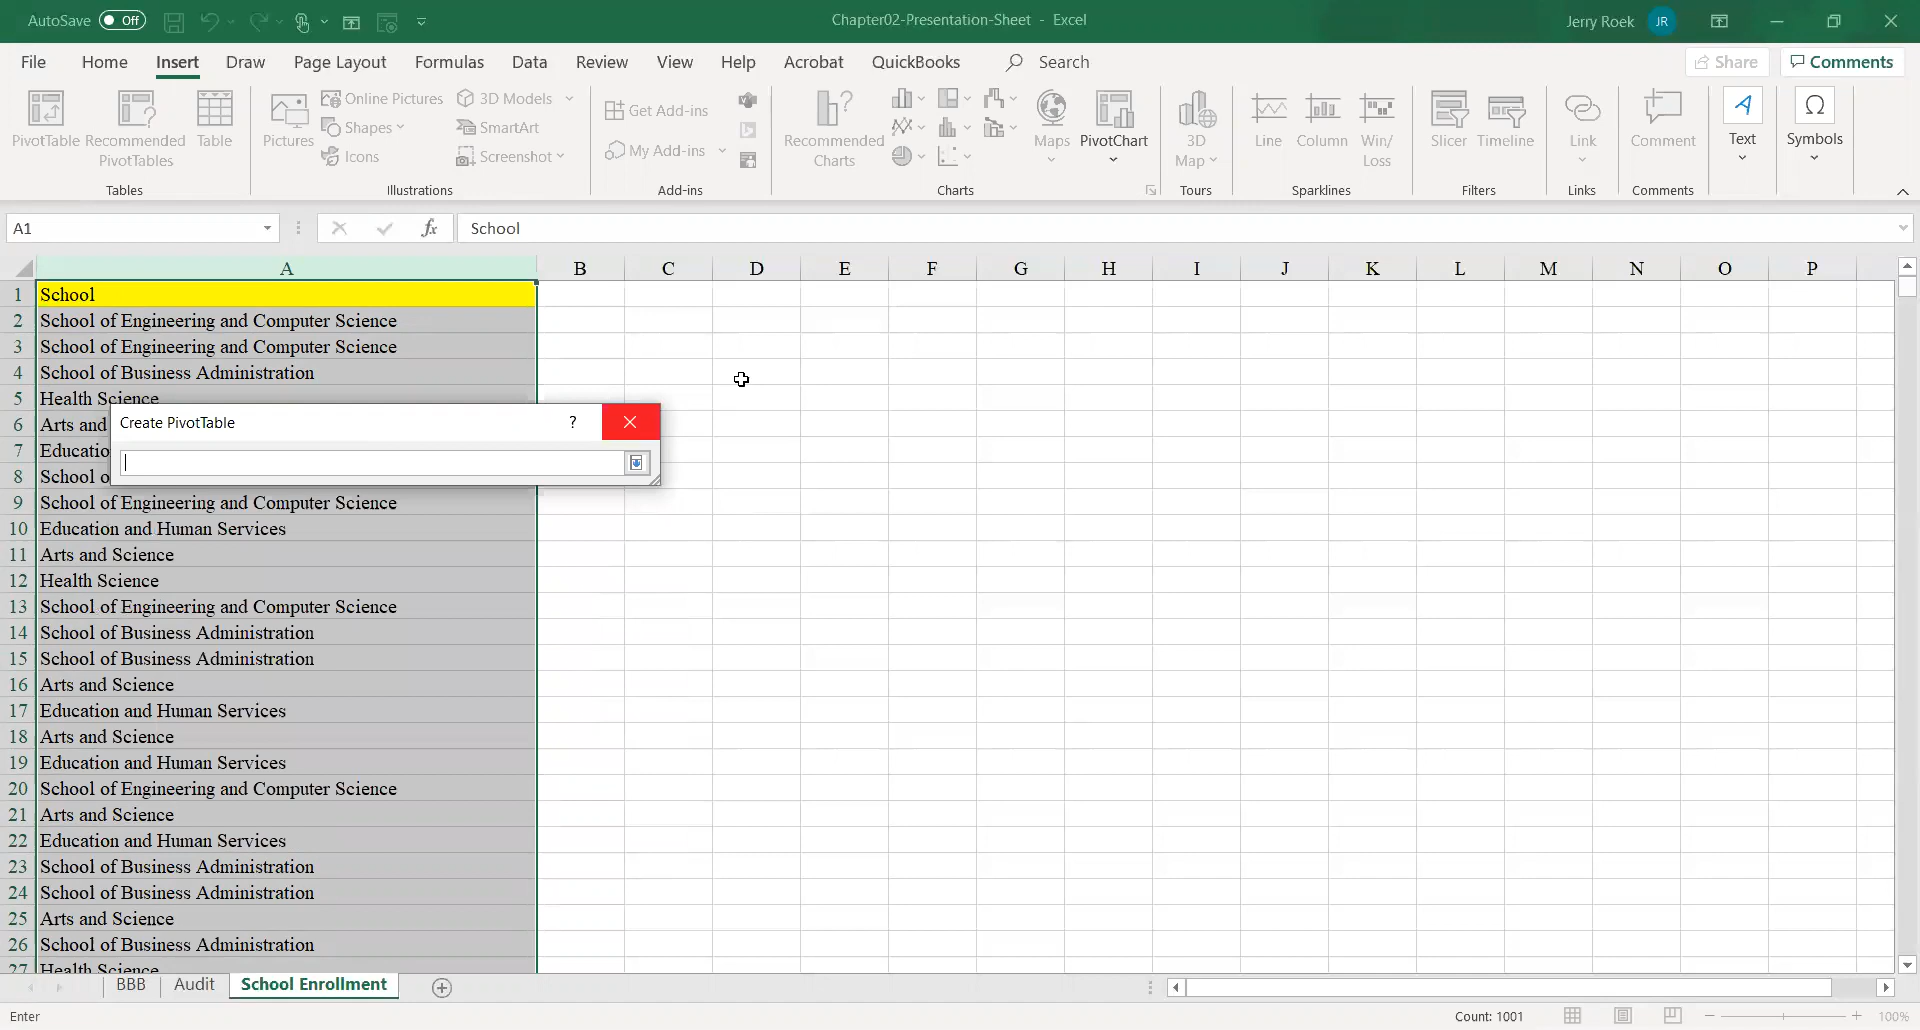 AutoSave Off
Chapter02-Presentation-Sheet - Excel
Jerry Roek JR
File Home Insert Draw Page Layout Formulas Data Review View Help Acrobat QuickBooks Search Share Comments
PivotTable
Recommended PivotTables
Table
Tables
Pictures
Online Pictures
Shapes
Icons
3D Models
SmartArt
Screenshot
Illustrations
Get Add-ins
My Add-ins
Add-ins
Recommended Charts
Maps
PivotChart
Charts
3D Map
Tours
Line
Column
Win/Loss
Sparklines
Slicer
Timeline
Filters
Link
Links
Comment
Comments
Text
Ω
Symbols
A1
fx
School
A B C D E F G H I J K L M N O P
1 School
2 School of Engineering and Computer Science
3 School of Engineering and Computer Science
4 School of Business Administration
5 Health Science
6 Arts and
7 Educatio
8 School o
Create PivotTable ?
9 School of Engineering and Computer Science
10 Education and Human Services
11 Arts and Science
12 Health Science
13 School of Engineering and Computer Science
14 School of Business Administration
15 School of Business Administration
16 Arts and Science
17 Education and Human Services
18 Arts and Science
19 Education and Human Services
20 School of Engineering and Computer Science
21 Arts and Science
22 Education and Human Services
23 School of Business Administration
24 School of Business Administration
25 Arts and Science
26 School of Business Administration
27 Health Science
BBB Audit School Enrollment
Enter
Count: 1001
100%